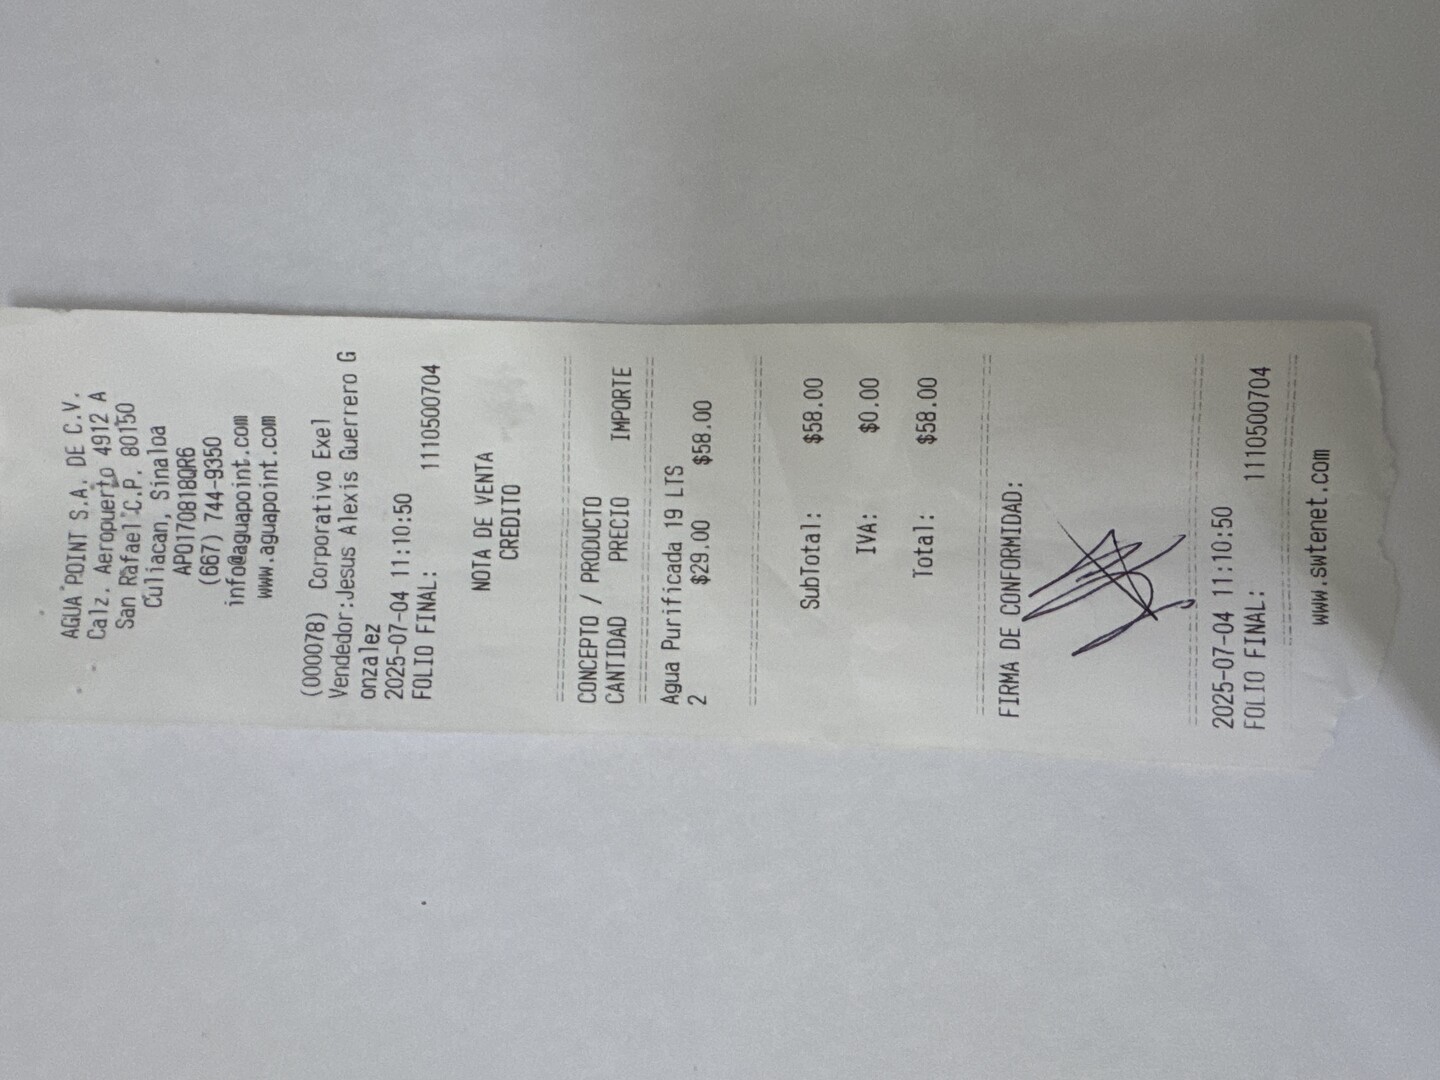 AGUA POINT S.A. DE C.V.
Calz. Aeropuerto 4912 A
San Rafael C.P. 80150
Culiacan, Sinaloa
APO170818QR6
(667) 744-9350
info@aguapoint.com
www.aguapoint.com
(000078) Corporativo Exel
Vendedor:Jesus Alexis Guerrero G
onzalez
2025-07-04 11:10:50
FOLIO FINAL: 1110500704
NOTA DE VENTA
CREDITO
CONCEPTO / PRODUCTO
CANTIDAD PRECIO IMPORTE
Agua Purificada 19 LTS
2 $29.00 $58.00
SubTotal: $58.00
IVA: $0.00
Total: $58.00
FIRMA DE CONFORMIDAD:
2025-07-04 11:10:50
FOLIO FINAL: 1110500704
www.swtenet.com